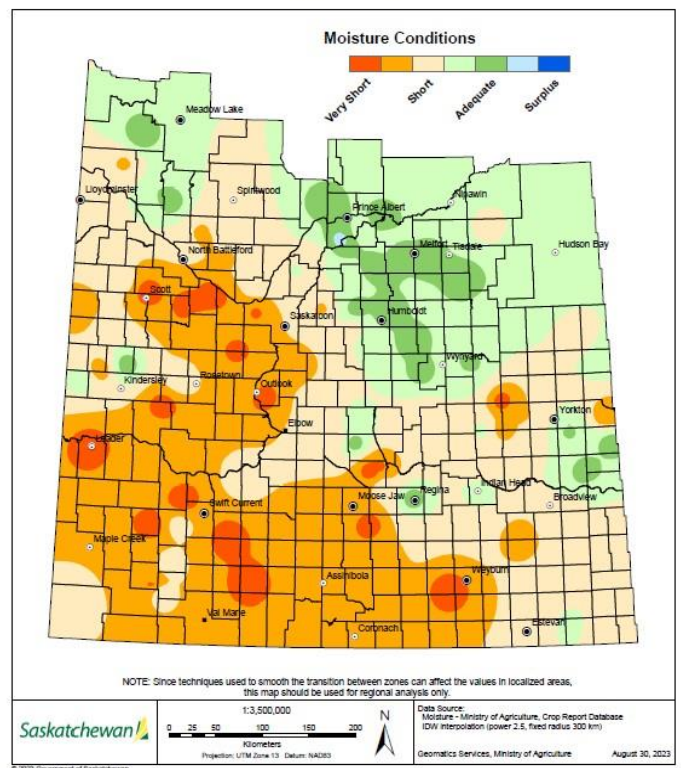 Moisture Conditions
Very Short
Short
Adequate
Surplus
Meadow Lake
Lloydminster
Spiritwood
Prince Albert
Nipawin
North Battleford
Melfort
Tisdale
Hudson Bay
Scott
Saskatoon
Humboldt
Wynyard
Kindersley
Rosetown
Outlook
Yorkton
Elbow
Leader
Moose Jaw
Regina
Indian Head
Broadview
Swift Current
Maple Creek
Assiniboia
Weyburn
Val Marie
Coronach
Estevan
NOTE: Since techniques used to smooth the transition between zones can affect the values in localized areas,
this map should be used for regional analysis only.
Saskatchewan
1:3,500,000
0 25 50 100 150 200
Kilometers
Projection: UTM Zone 13 Datum: NAD83
N
Data Source:
Moisture - Ministry of Agriculture, Crop Report Database
IDW Interpolation (power 2.5, fixed radius 300 km)
Geomatics Services, Ministry of Agriculture August 30, 2023